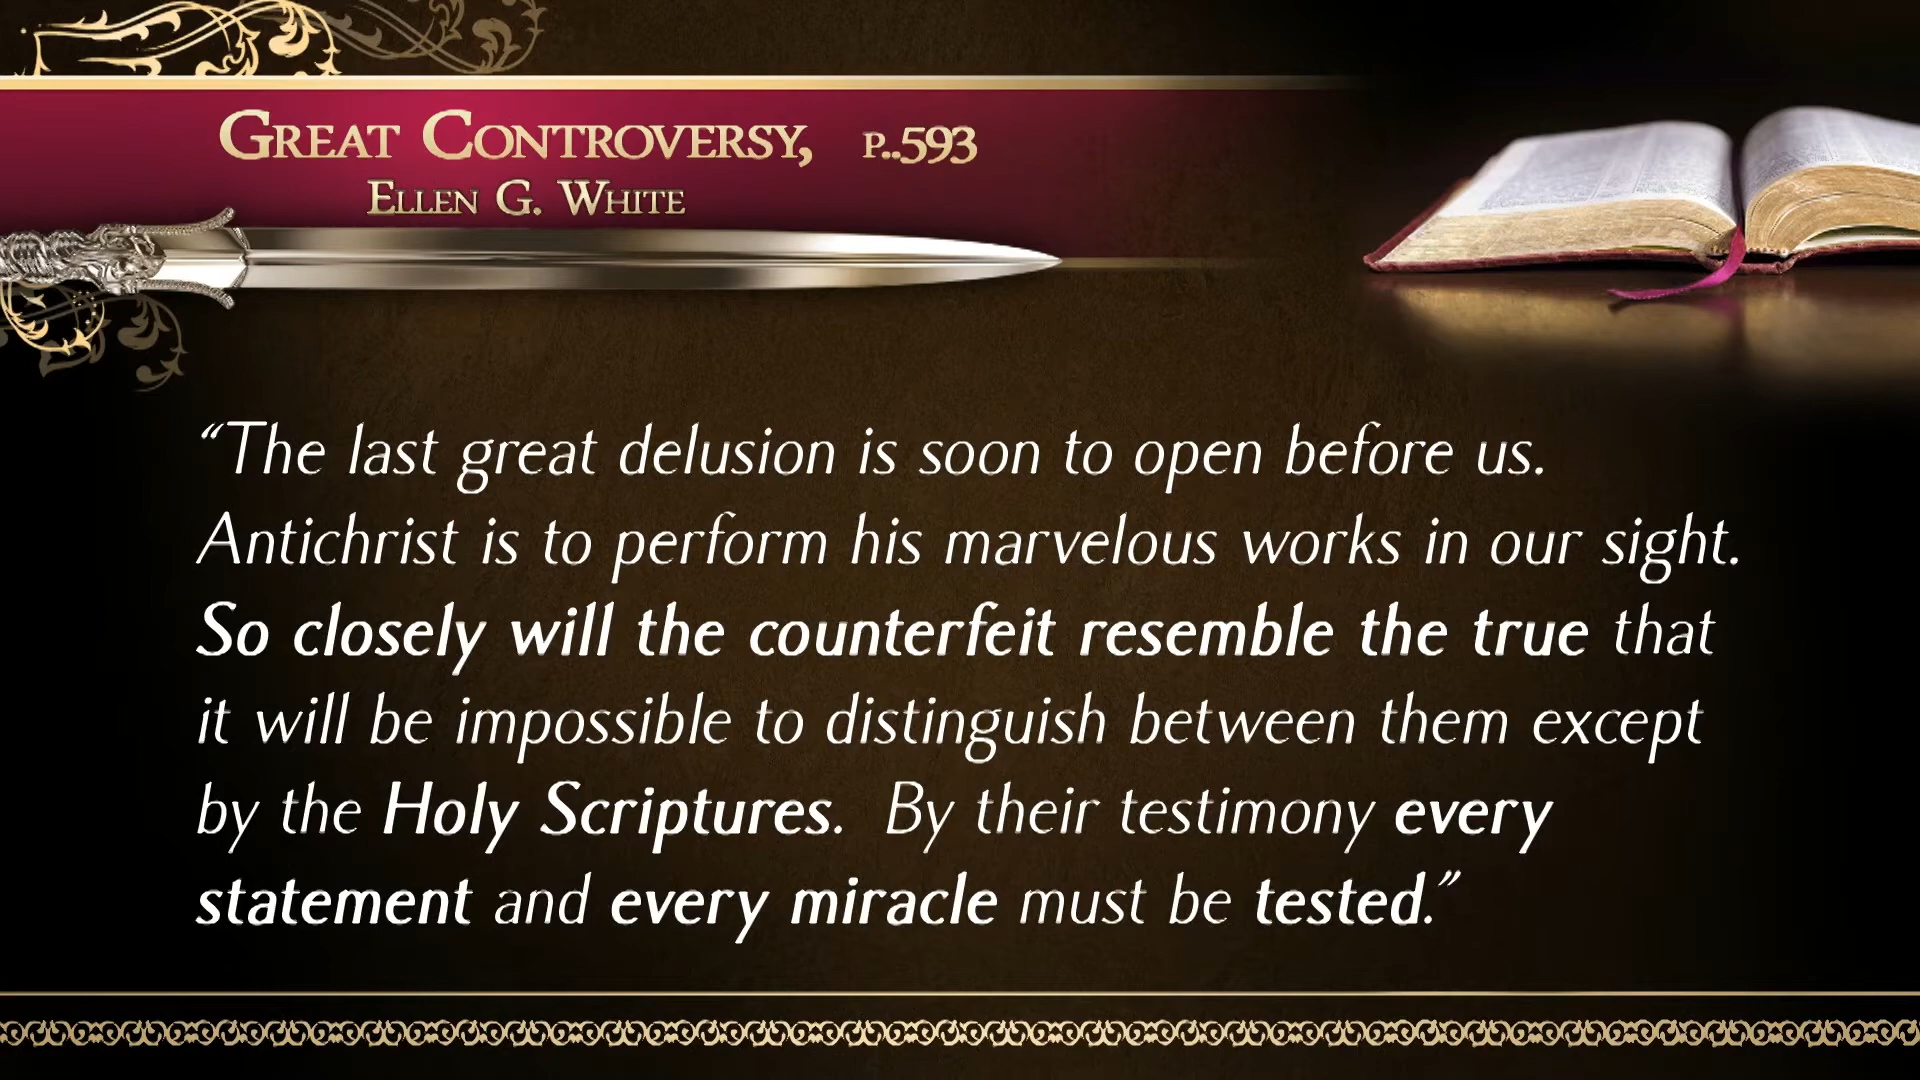 Great Controversy, p..593
Ellen G. White
“The last great delusion is soon to open before us.
Antichrist is to perform his marvelous works in our sight.
So closely will the counterfeit resemble the true that
it will be impossible to distinguish between them except
by the Holy Scriptures.  By their testimony every
statement and every miracle must be tested.”